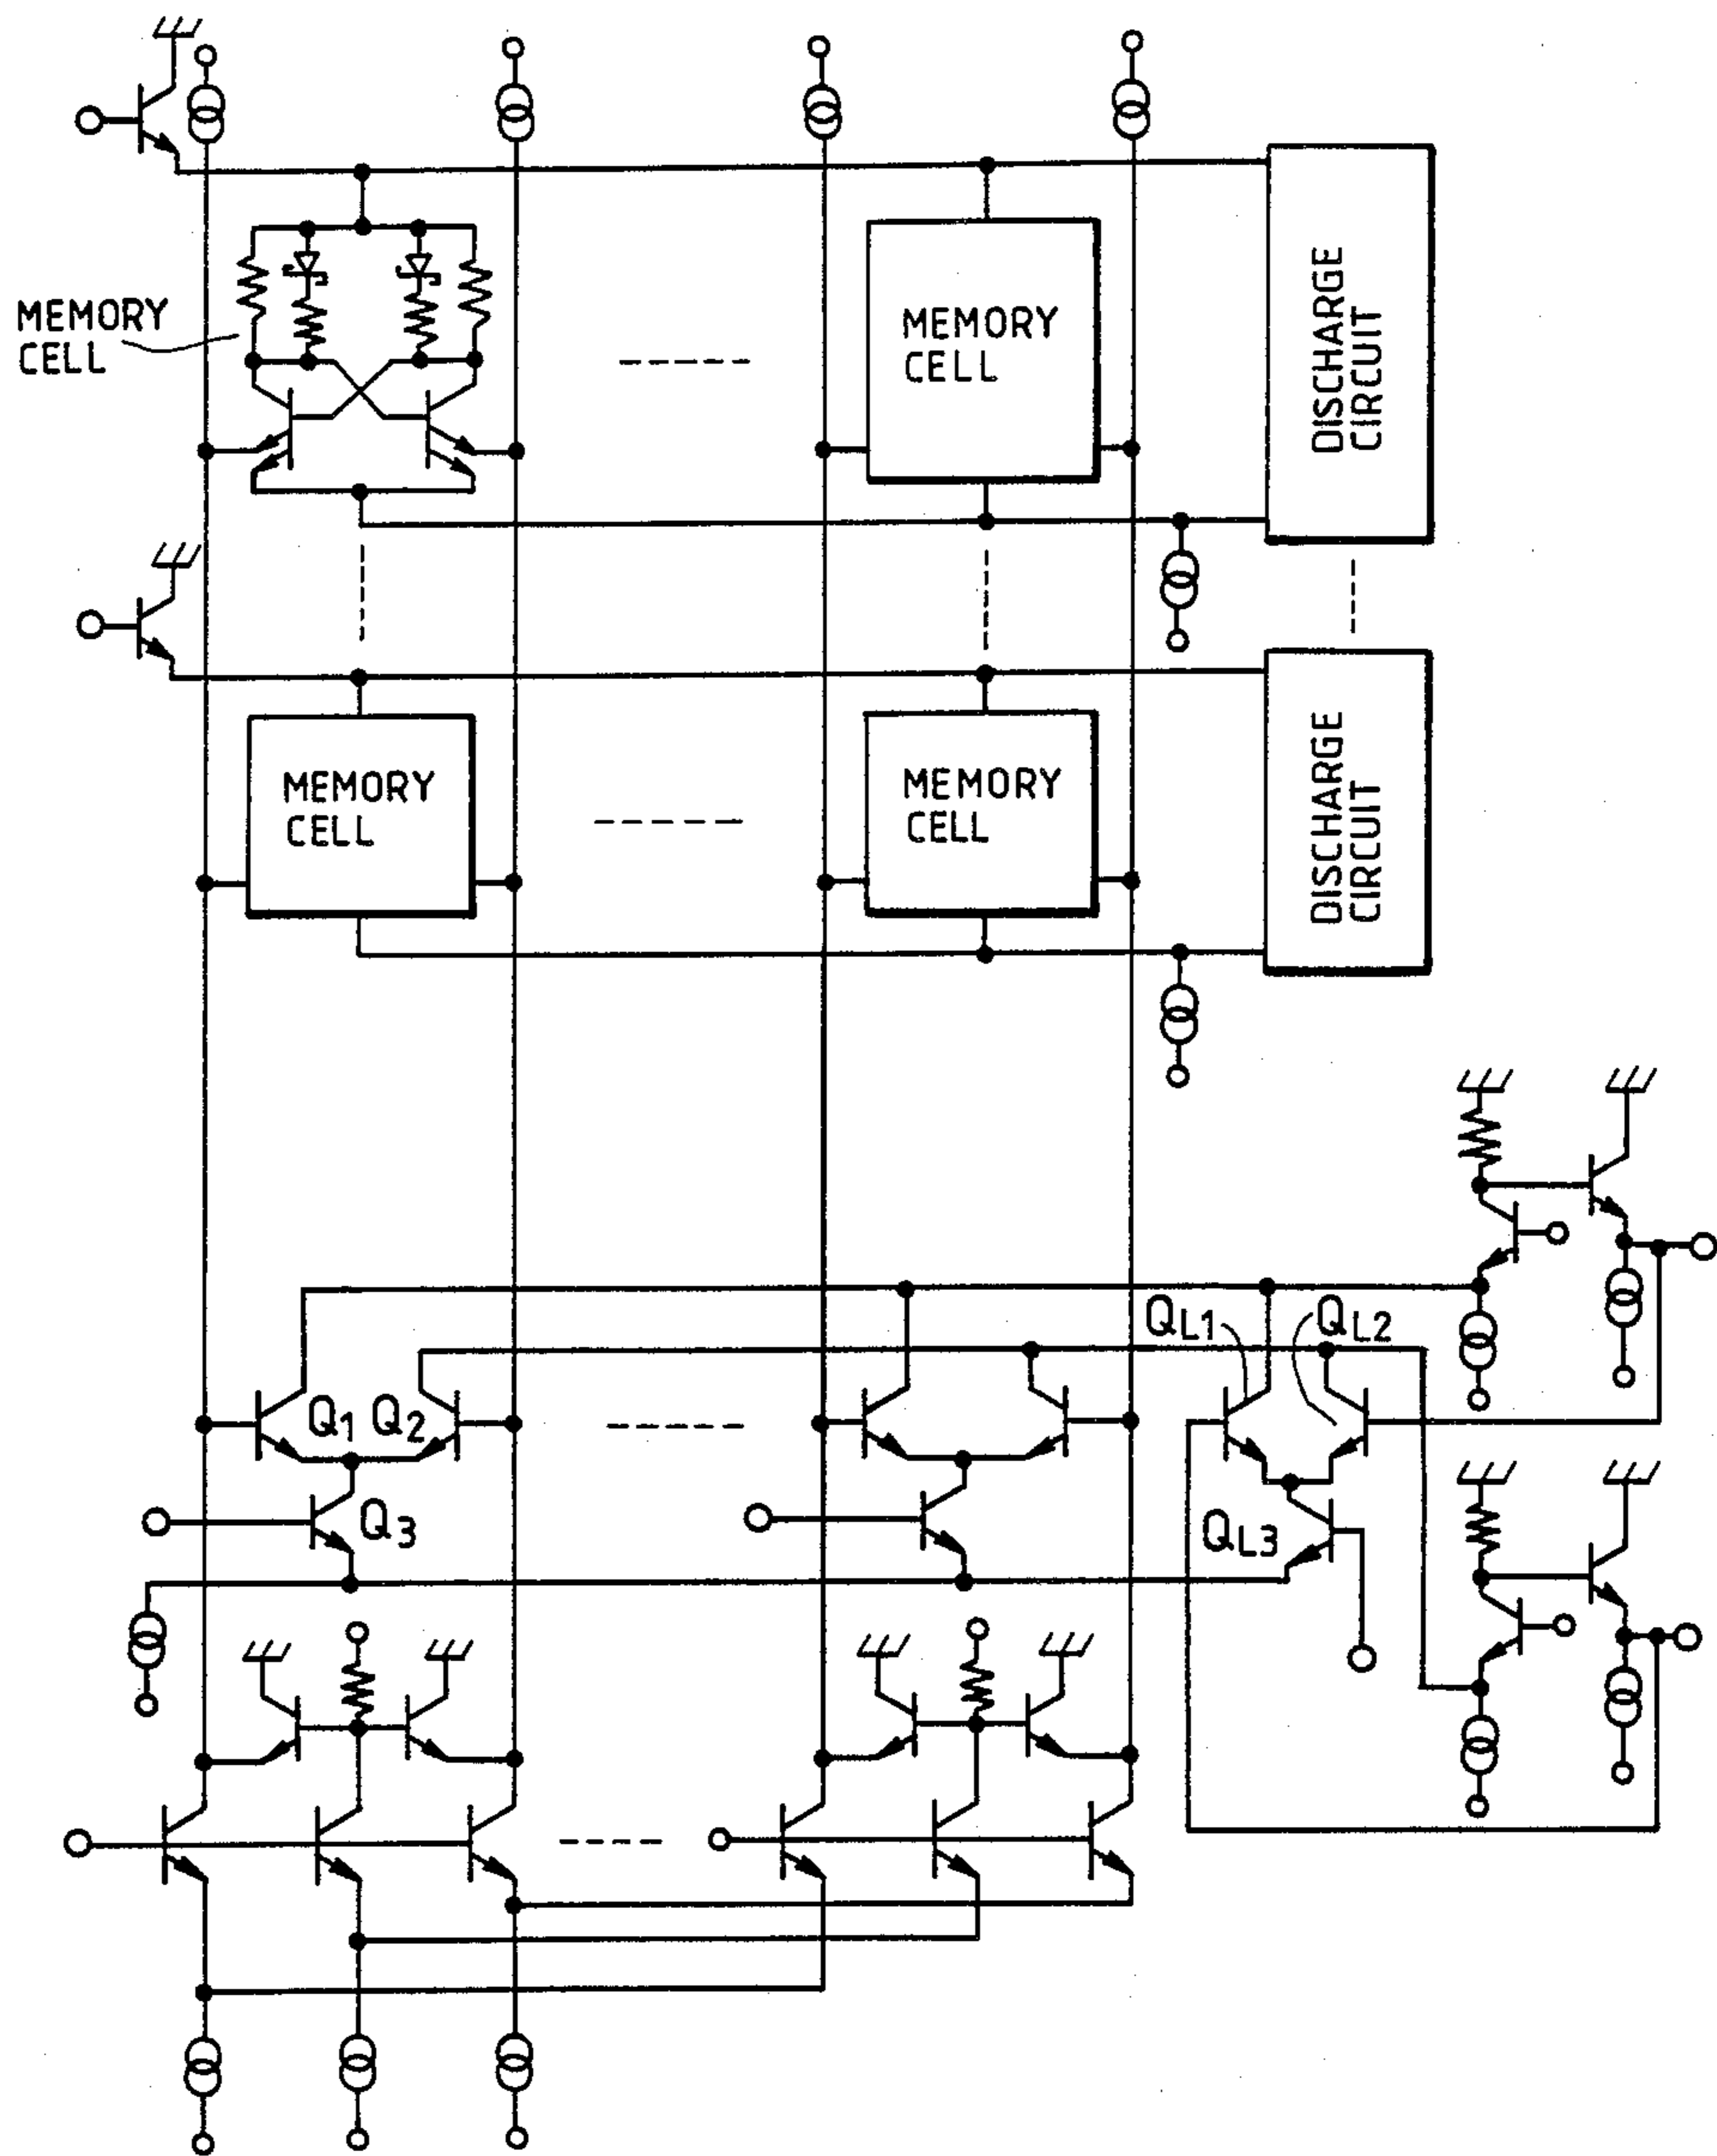 MEMORY
CELL
MEMORY
CELL
DISCHARGE
CIRCUIT
MEMORY
CELL
MEMORY
CELL
DISCHARGE
CIRCUIT
QL1
QL2
Q1
Q2
Q3
QL3